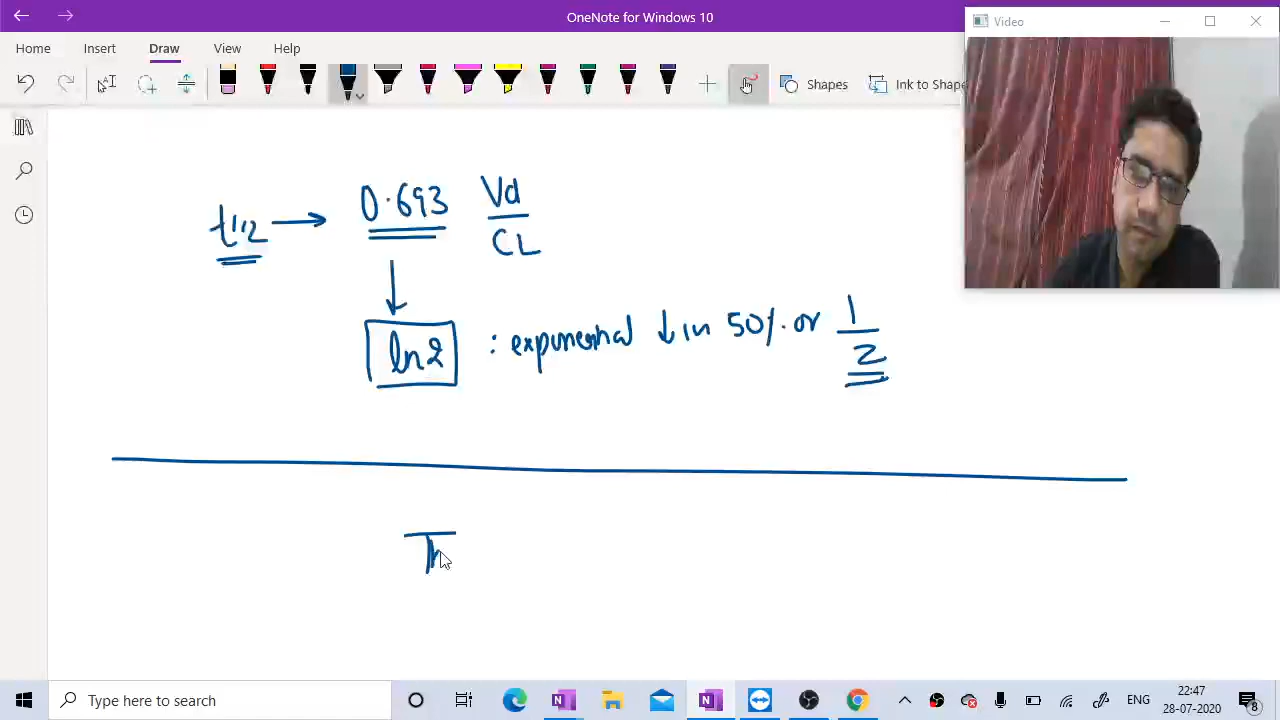 OneNote for Windows 10
Video
Home Insert Draw View Help
Shapes Ink to Shape
t1/2 → 0.693 Vd
CL
↓
ln2 : exponential ↓ in 50% or 1
2
T
Type here to search
ENG 22:47
28-07-2020
8